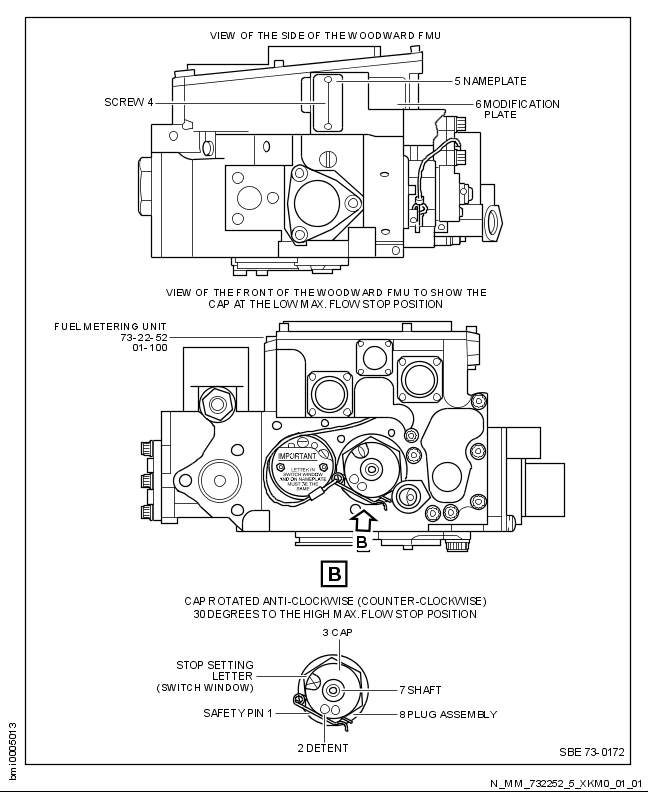 VIEW OF THE SIDE OF THE WOODWARD FMU
5 NAMEPLATE
SCREW 4
6 MODIFICATION
PLATE
VIEW OF THE FRONT OF THE WOODWARD FMU TO SHOW THE
CAP AT THE LOW MAX. FLOW STOP POSITION
FUEL METERING UNIT
73-22-52
01-100
IMPORTANT
LETTER IN
SWITCH WINDOW
AND ON NAMEPLATE
MUST BE THE
SAME
B
B
CAP ROTATED ANTI-CLOCKWISE (COUNTER-CLOCKWISE)
30 DEGREES TO THE HIGH MAX. FLOW STOP POSITION
3 CAP
STOP SETTING
LETTER
(SWITCH WINDOW)
7 SHAFT
SAFETY PIN 1
8 PLUG ASSEMBLY
2 DETENT
SBE 73-0172
bmi0005013
N_MM_732252_5_XKM0_01_01